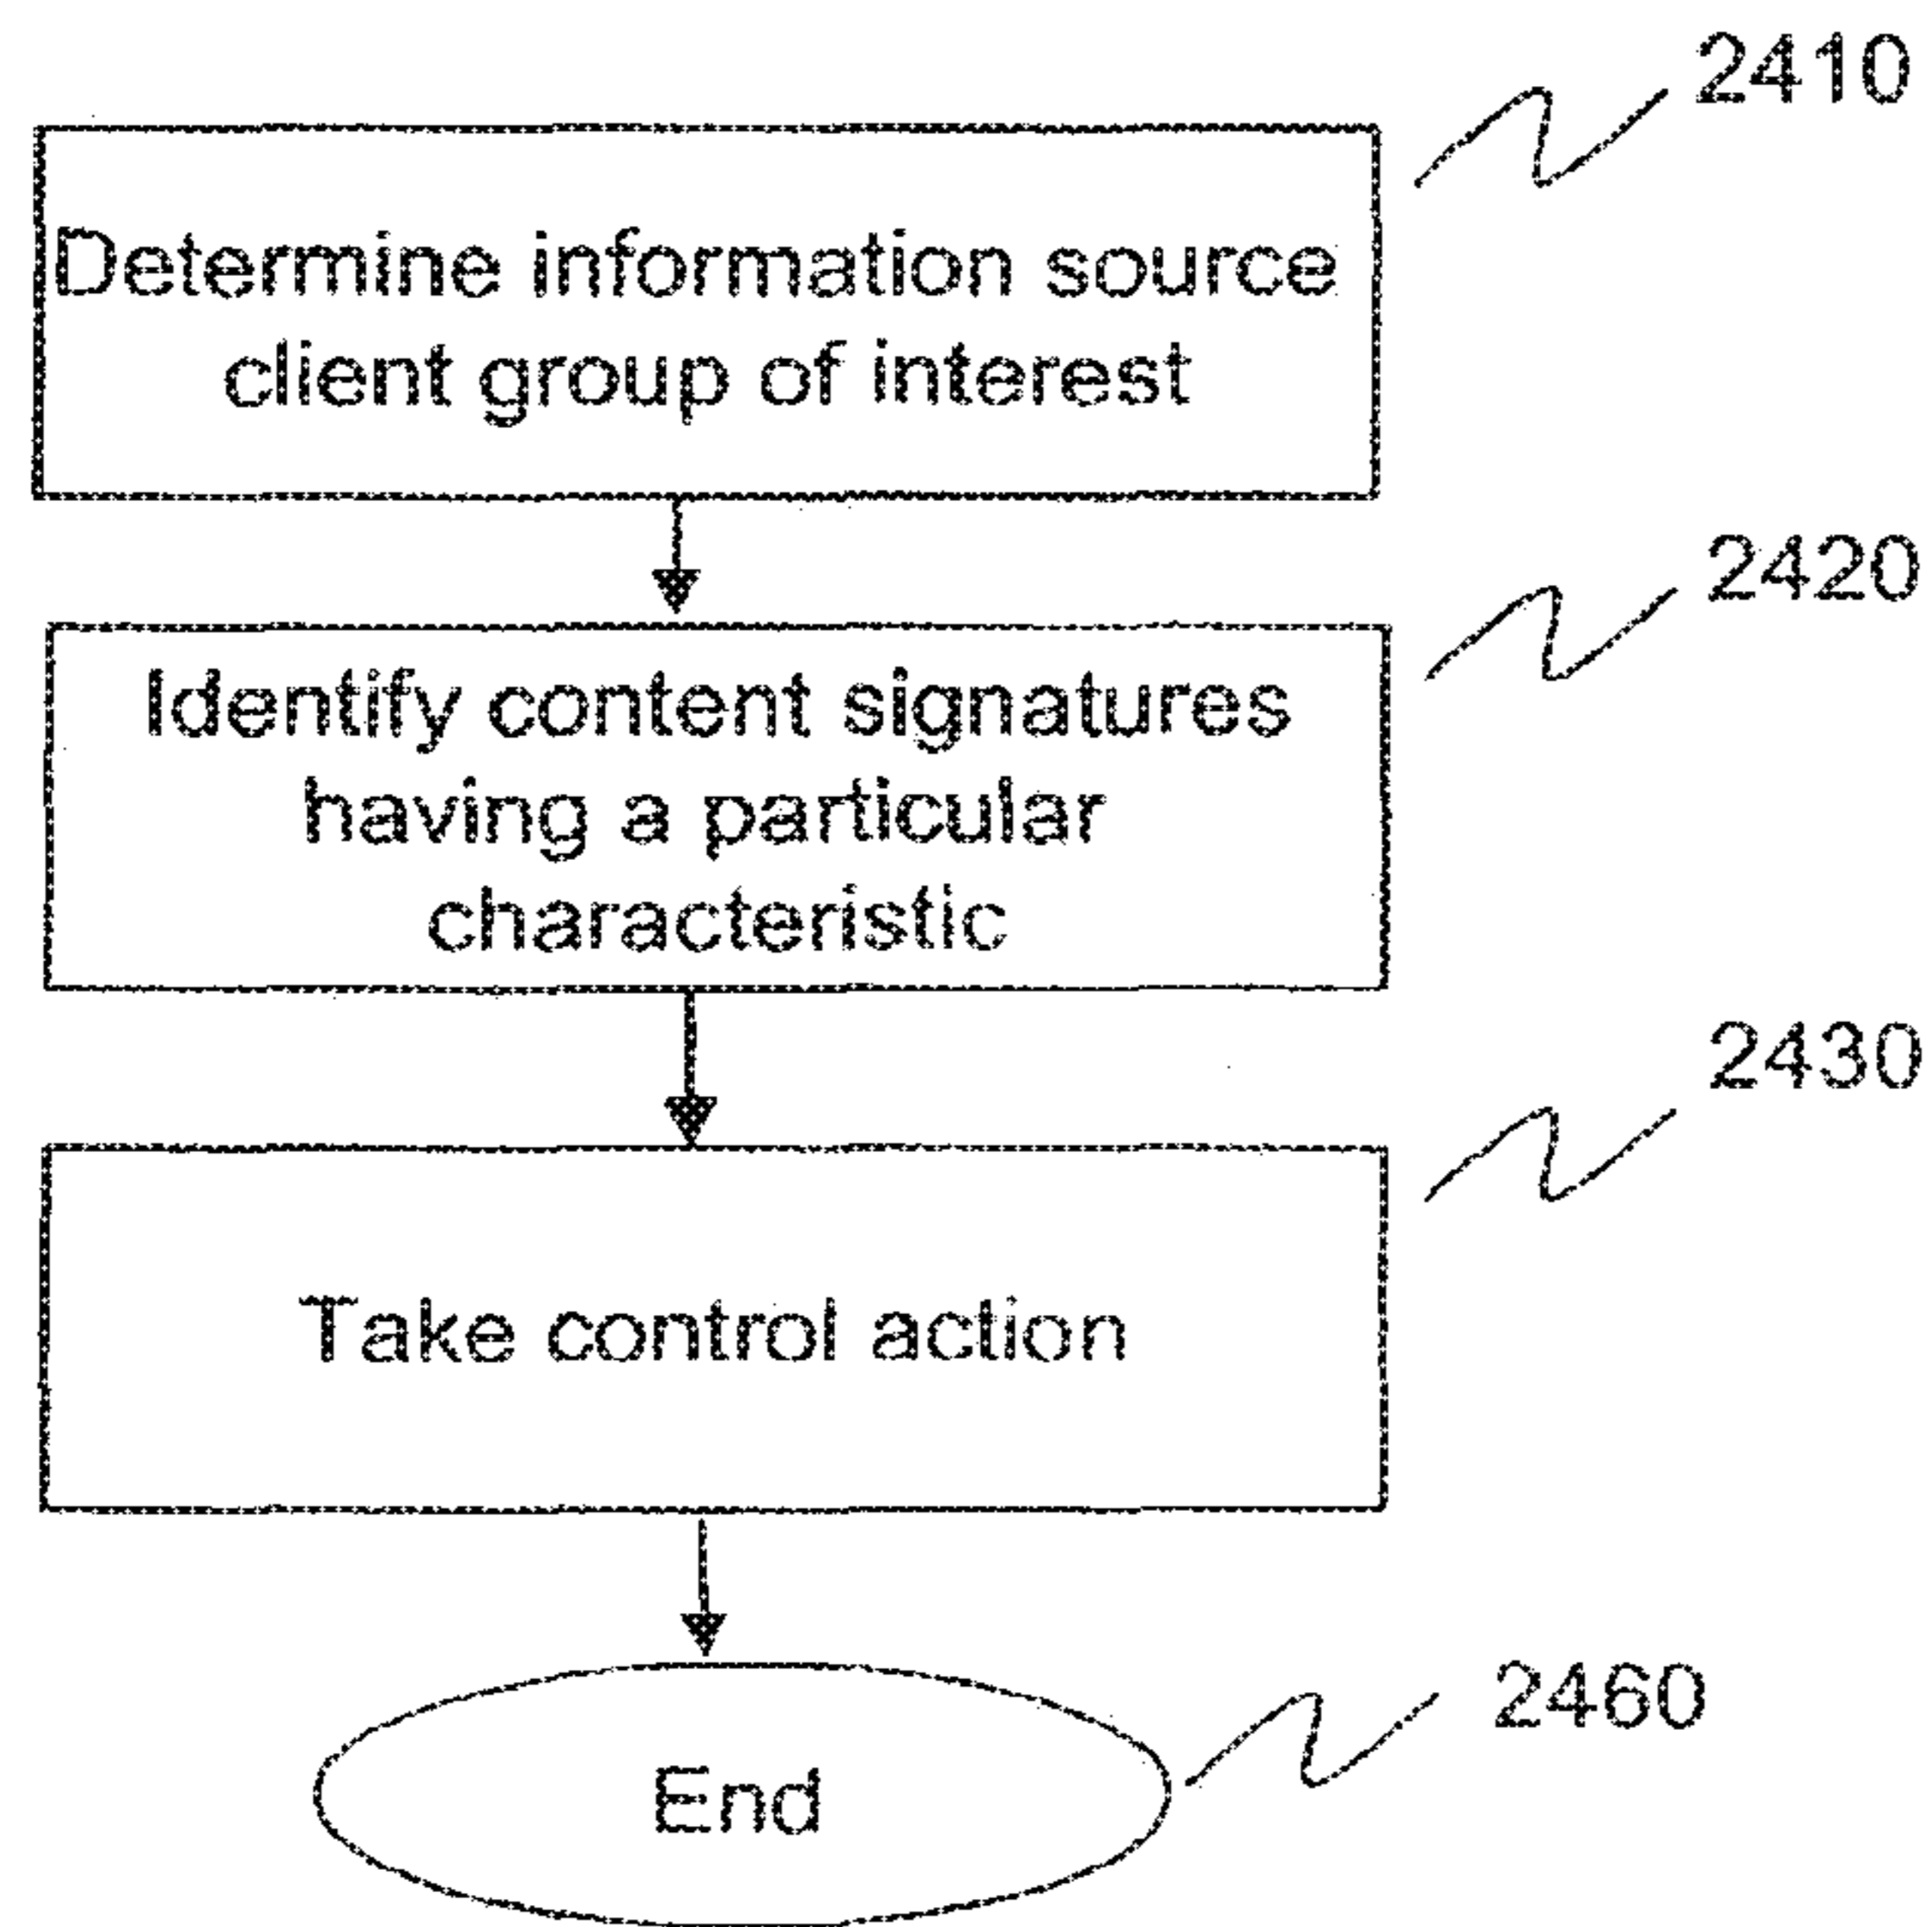 2410
Determine information source
client group of interest
2420
Identify content signatures
having a particular
characteristic
2430
Take control action
2460
End